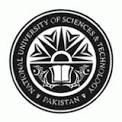 NATIONAL UNIVERSITY OF SCIENCES & TECHNOLOGY
• PAKISTAN •